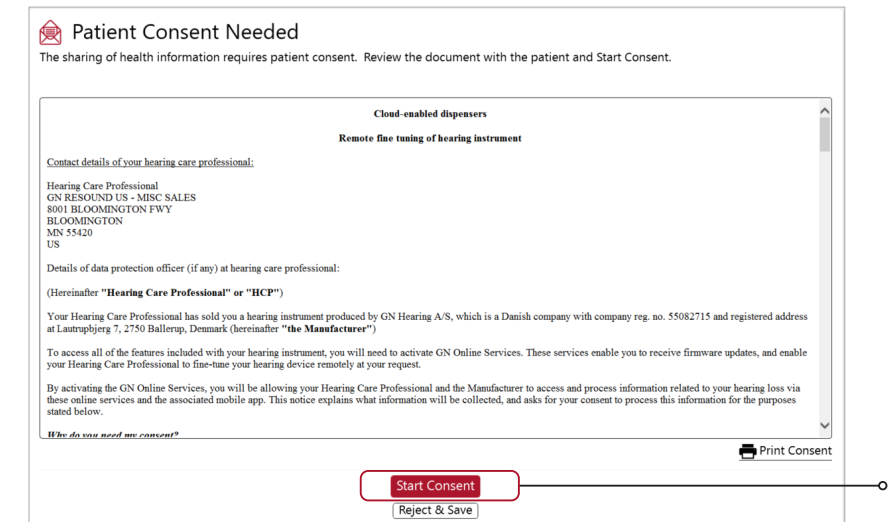 Patient Consent Needed
The sharing of health information requires patient consent. Review the document with the patient and Start Consent.
Cloud-enabled dispensers
Remote fine tuning of hearing instrument
Contact details of your hearing care professional:
Hearing Care Professional
GN RESOUND US - MISC SALES
8001 BLOOMINGTON FWY
BLOOMINGTON
MN 55420
US
Details of data protection officer (if any) at hearing care professional:
(Hereinafter "Hearing Care Professional" or "HCP")
Your Hearing Care Professional has sold you a hearing instrument produced by GN Hearing A/S, which is a Danish company with company reg. no. 55082715 and registered address
at Lautrupbjerg 7, 2750 Ballerup, Denmark (hereinafter "the Manufacturer")
To access all of the features included with your hearing instrument, you will need to activate GN Online Services. These services enable you to receive firmware updates, and enable
your Hearing Care Professional to fine-tune your hearing device remotely at your request.
By activating the GN Online Services, you will be allowing your Hearing Care Professional and the Manufacturer to access and process information related to your hearing loss via
these online services and the associated mobile app. This notice explains what information will be collected, and asks for your consent to process this information for the purposes
stated below.
Why do you need my consent?
Print Consent
Start Consent
Reject & Save